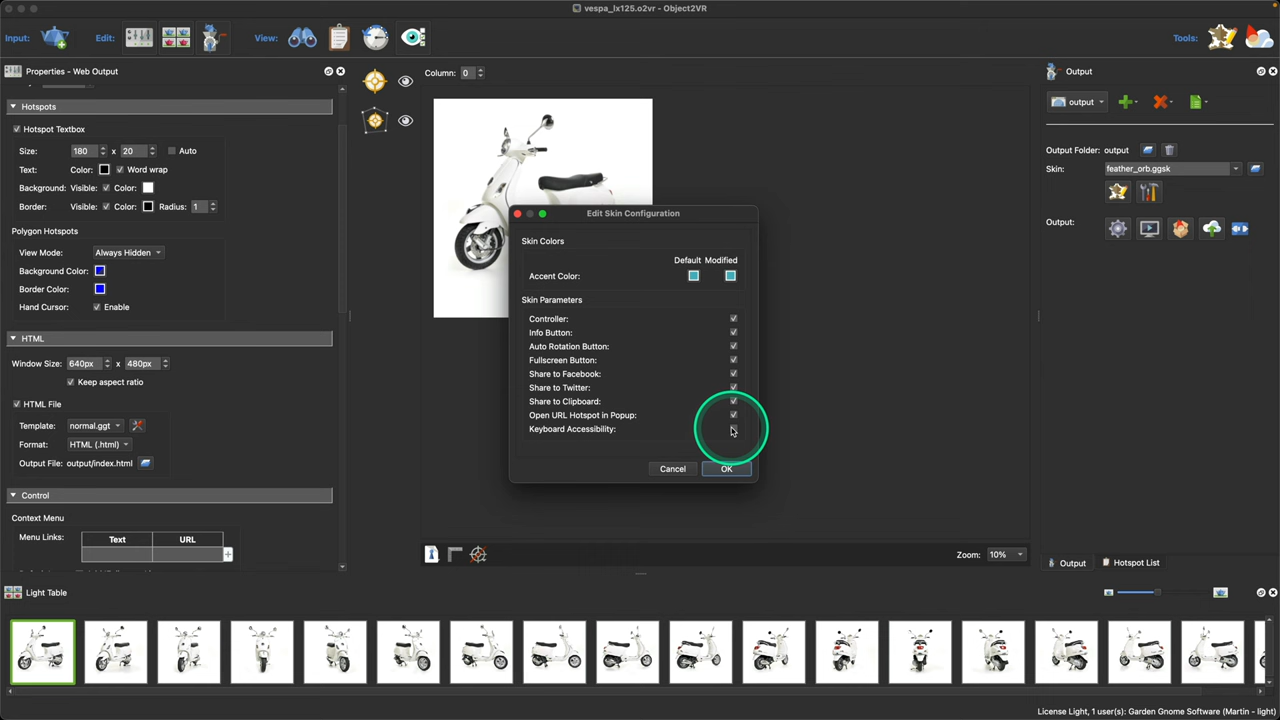 vespa_lx125.o2vr - Object2VR
Input: Edit: View: Tools:
Properties - Web Output
Hotspots
Hotspot Textbox
Size: 180 x 20 Auto
Text: Color: Word wrap
Background: Visible: Color:
Border: Visible: Color: Radius: 1
Polygon Hotspots
View Mode: Always Hidden
Background Color:
Border Color:
Hand Cursor: Enable
HTML
Window Size: 640px x 480px
Keep aspect ratio
HTML File
Template: normal.ggt
Format: HTML (.html)
Output File: output/index.html
Control
Context Menu
Menu Links: Text URL
Column: 0
Edit Skin Configuration
Skin Colors
Default Modified
Accent Color:
Skin Parameters
Controller:
Info Button:
Auto Rotation Button:
Fullscreen Button:
Share to Facebook:
Share to Twitter:
Share to Clipboard:
Open URL Hotspot in Popup:
Keyboard Accessibility:
Cancel OK
Zoom: 10%
Output
output
Output Folder: output
Skin: feather_orb.ggsk
Output:
Output Hotspot List
Light Table
License Light, 1 user(s): Garden Gnome Software (Martin - light)